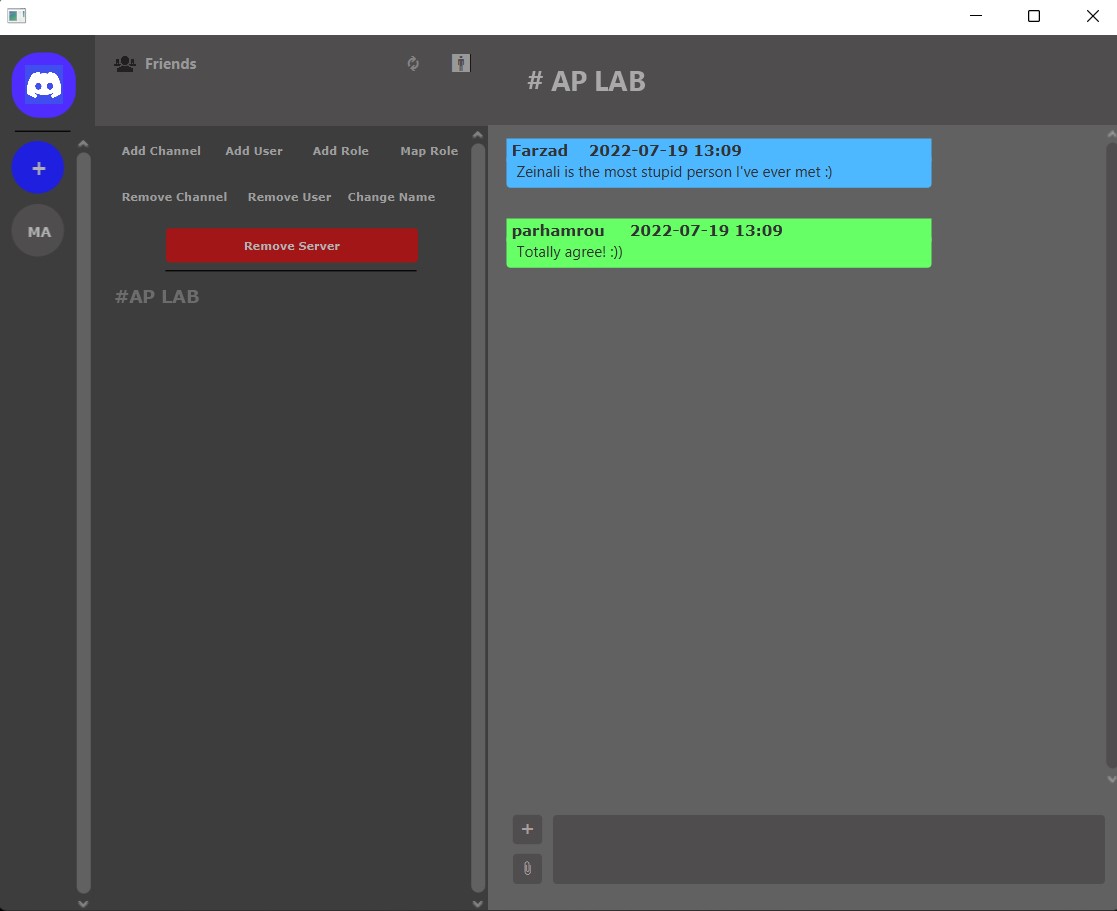 Friends
# AP LAB
+
MA
Add Channel Add User Add Role Map Role
Remove Channel Remove User Change Name
Remove Server
#AP LAB
Farzad 2022-07-19 13:09
Zeinali is the most stupid person I've ever met :)
parhamrou 2022-07-19 13:09
Totally agree! :))
+